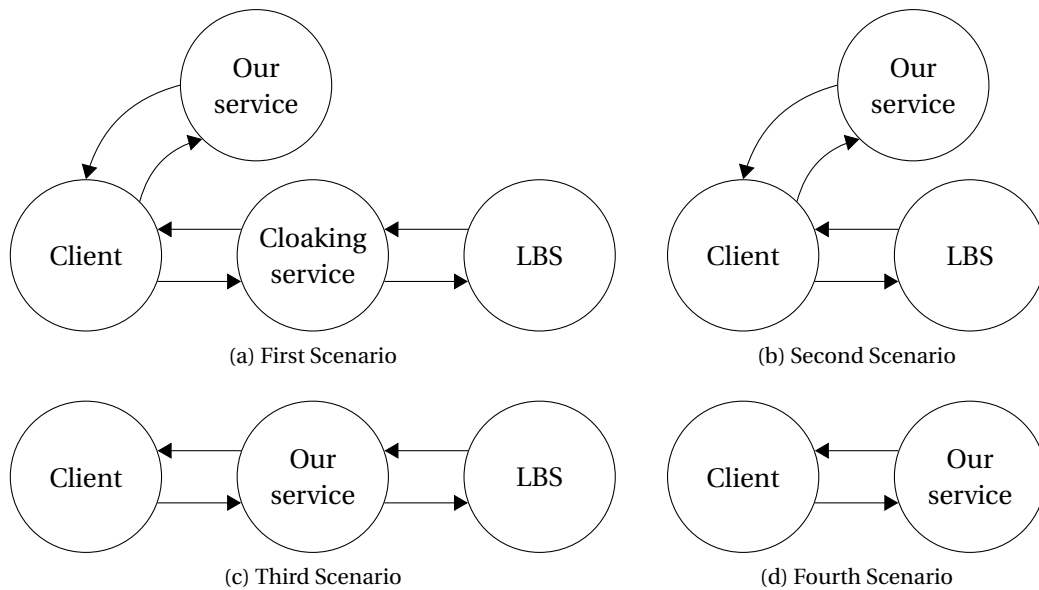 Our
service
Client
Cloaking
service
LBS
(a) First Scenario
Our
service
Client
LBS
(b) Second Scenario
Client
Our
service
LBS
(c) Third Scenario
Client
Our
service
(d) Fourth Scenario